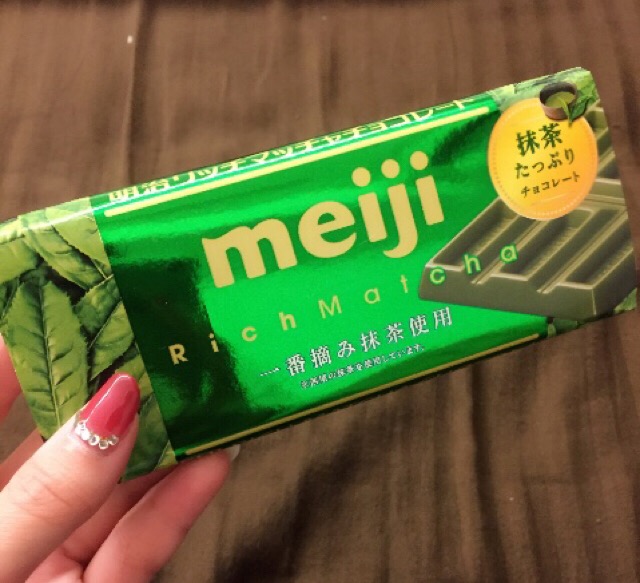 明治・リッチマッチャチョコレート
抹茶
たっぷり
チョコレート
meiji
RichMatcha
一番摘み抹茶使用